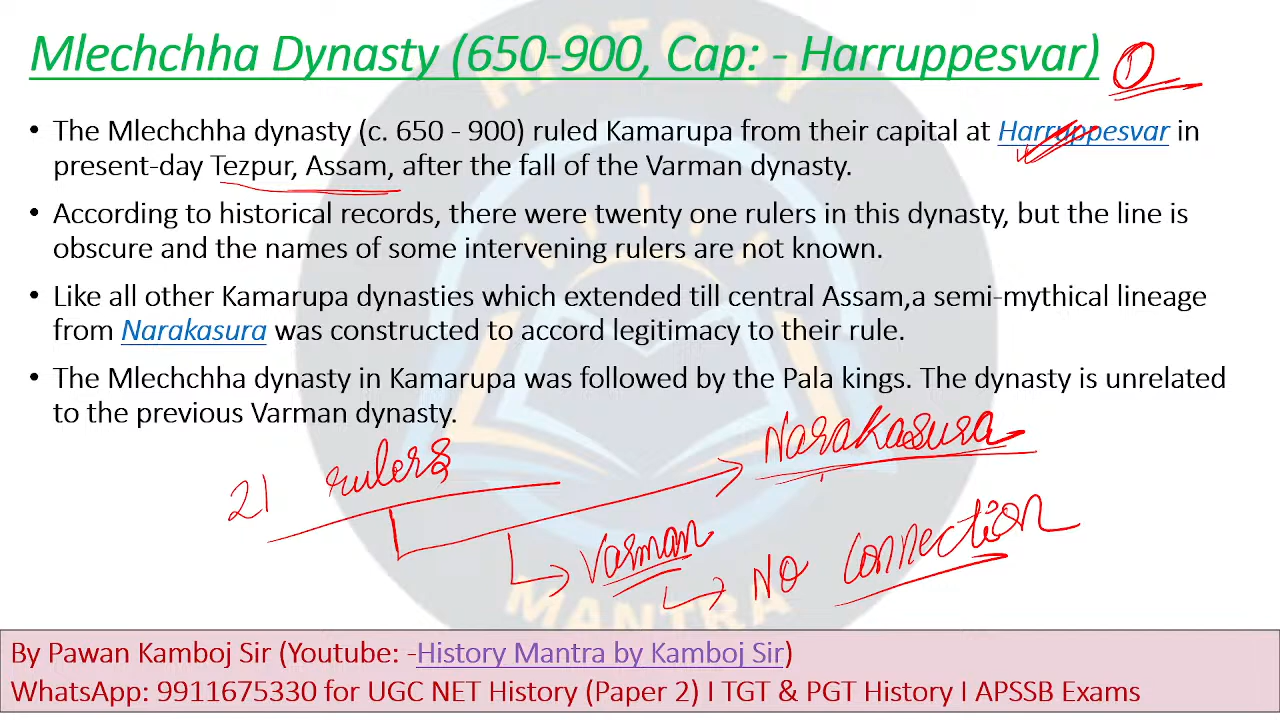 Mlechchha Dynasty (650-900, Cap: - Harruppesvar)
• The Mlechchha dynasty (c. 650 - 900) ruled Kamarupa from their capital at Harruppesvar in
present-day Tezpur, Assam, after the fall of the Varman dynasty.
• According to historical records, there were twenty one rulers in this dynasty, but the line is
obscure and the names of some intervening rulers are not known.
• Like all other Kamarupa dynasties which extended till central Assam,a semi-mythical lineage
from Narakasura was constructed to accord legitimacy to their rule.
• The Mlechchha dynasty in Kamarupa was followed by the Pala kings. The dynasty is unrelated
to the previous Varman dynasty.
Narakasura
21 rulers
Varman
No connection
HISTORY
MANTRA
By Pawan Kamboj Sir (Youtube: -History Mantra by Kamboj Sir)
WhatsApp: 9911675330 for UGC NET History (Paper 2) I TGT & PGT History I APSSB Exams